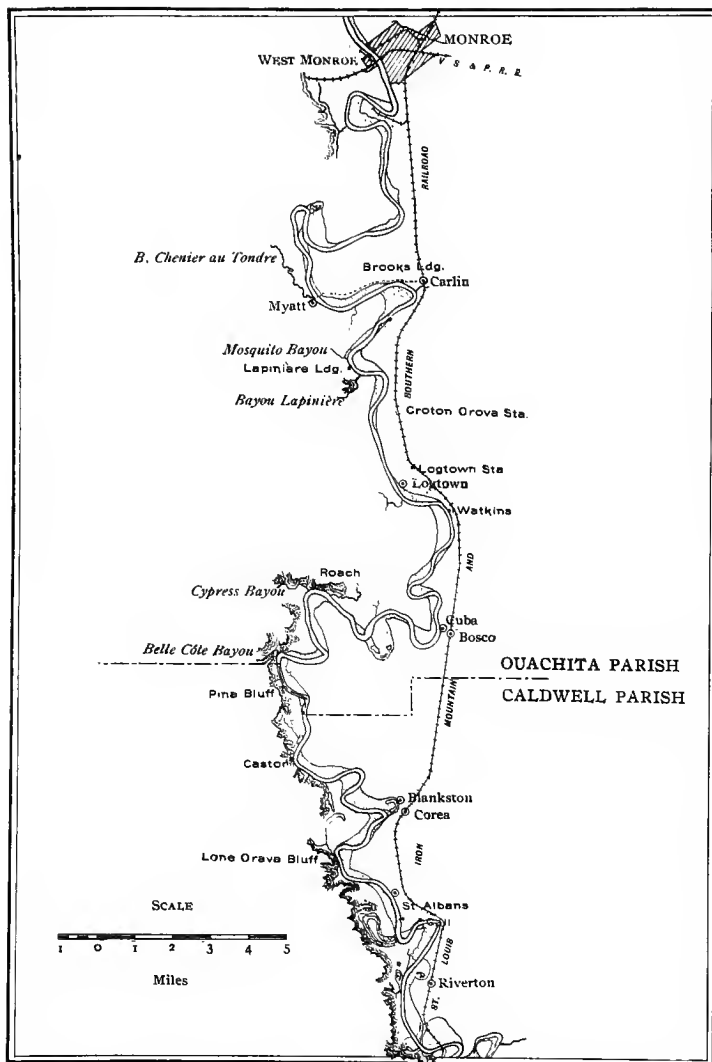 MONROE
WEST MONROE
V. S. & P. R. R.
RAILROAD
B. Chenier au Tondre
Brooks Ldg.
Carlin
Myatt
Mosquito Bayou
Lapinière Ldg.
SOUTHERN
Bayou Lapinière
Croton Orova Sta.
Logtown Sta
Logtown
Watkins
AND
Roach
Cypress Bayou
Cuba
Bosco
Belle Côte Bayou
OUACHITA PARISH
Pina Bluff
MOUNTAIN
CALDWELL PARISH
Castor
Blankston
Corea
Lone Orava Bluff
IRON
SCALE
St Albans
LOUIS
1 0 1 2 3 4 5
Miles
Riverton
ST.